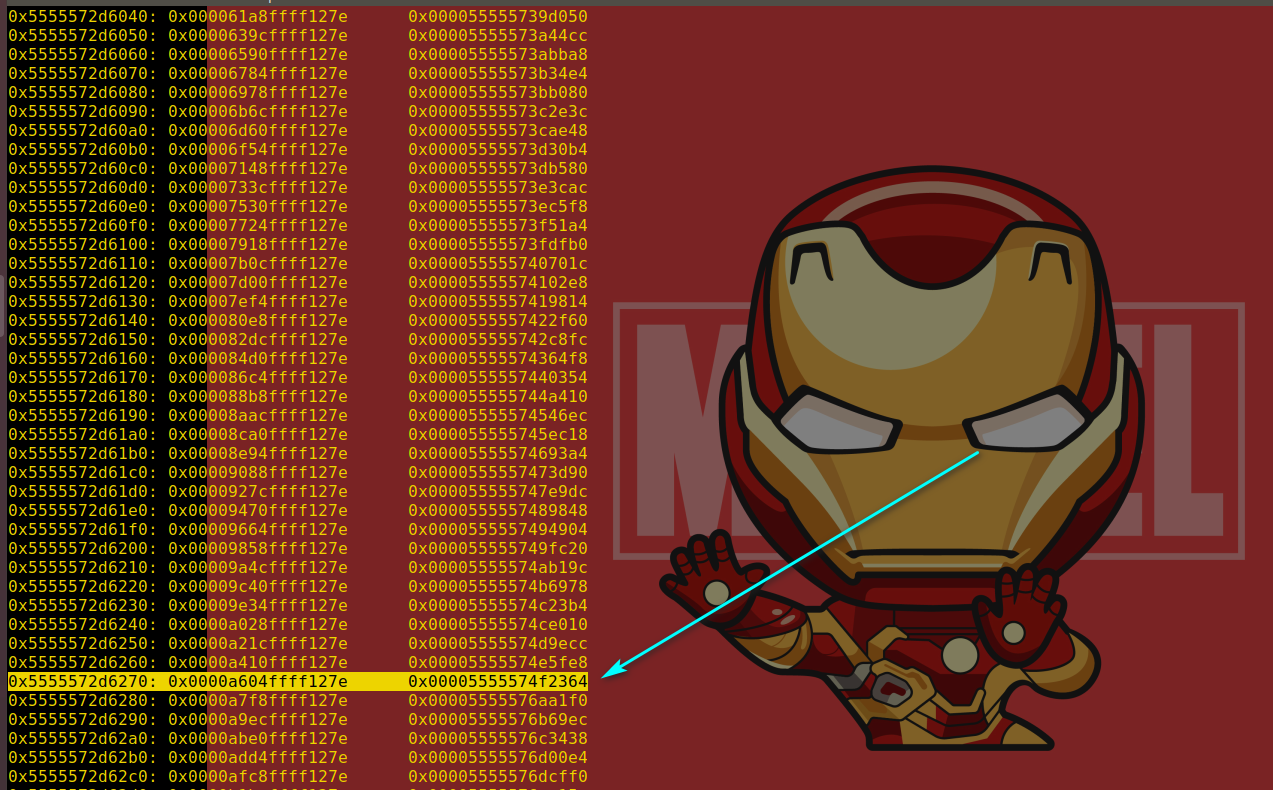 0x5555572d6040: 0x000061a8ffff127e 0x000055555739d050
0x5555572d6050: 0x0000639cffff127e 0x00005555573a44cc
0x5555572d6060: 0x00006590ffff127e 0x00005555573abba8
0x5555572d6070: 0x00006784ffff127e 0x00005555573b34e4
0x5555572d6080: 0x00006978ffff127e 0x00005555573bb080
0x5555572d6090: 0x00006b6cffff127e 0x00005555573c2e3c
0x5555572d60a0: 0x00006d60ffff127e 0x00005555573cae48
0x5555572d60b0: 0x00006f54ffff127e 0x00005555573d30b4
0x5555572d60c0: 0x00007148ffff127e 0x00005555573db580
0x5555572d60d0: 0x0000733cffff127e 0x00005555573e3cac
0x5555572d60e0: 0x00007530ffff127e 0x00005555573ec5f8
0x5555572d60f0: 0x00007724ffff127e 0x00005555573f51a4
0x5555572d6100: 0x00007918ffff127e 0x00005555573fdfb0
0x5555572d6110: 0x00007b0cffff127e 0x000055555740701c
0x5555572d6120: 0x00007d00ffff127e 0x00005555574102e8
0x5555572d6130: 0x00007ef4ffff127e 0x0000555557419814
0x5555572d6140: 0x000080e8ffff127e 0x0000555557422f60
0x5555572d6150: 0x000082dcffff127e 0x000055555742c8fc
0x5555572d6160: 0x000084d0ffff127e 0x00005555574364f8
0x5555572d6170: 0x000086c4ffff127e 0x0000555557440354
0x5555572d6180: 0x000088b8ffff127e 0x000055555744a410
0x5555572d6190: 0x00008aacffff127e 0x00005555574546ec
0x5555572d61a0: 0x00008ca0ffff127e 0x000055555745ec18
0x5555572d61b0: 0x00008e94ffff127e 0x00005555574693a4
0x5555572d61c0: 0x00009088ffff127e 0x0000555557473d90
0x5555572d61d0: 0x0000927cffff127e 0x000055555747e9dc
0x5555572d61e0: 0x00009470ffff127e 0x0000555557489848
0x5555572d61f0: 0x00009664ffff127e 0x0000555557494904
0x5555572d6200: 0x00009858ffff127e 0x000055555749fc20
0x5555572d6210: 0x00009a4cffff127e 0x00005555574ab19c
0x5555572d6220: 0x00009c40ffff127e 0x00005555574b6978
0x5555572d6230: 0x00009e34ffff127e 0x00005555574c23b4
0x5555572d6240: 0x0000a028ffff127e 0x00005555574ce010
0x5555572d6250: 0x0000a21cffff127e 0x00005555574d9ecc
0x5555572d6260: 0x0000a410ffff127e 0x00005555574e5fe8
0x5555572d6270: 0x0000a604ffff127e 0x00005555574f2364
0x5555572d6280: 0x0000a7f8ffff127e 0x00005555576aa1f0
0x5555572d6290: 0x0000a9ecffff127e 0x00005555576b69ec
0x5555572d62a0: 0x0000abe0ffff127e 0x00005555576c3438
0x5555572d62b0: 0x0000add4ffff127e 0x00005555576d00e4
0x5555572d62c0: 0x0000afc8ffff127e 0x00005555576dcff0